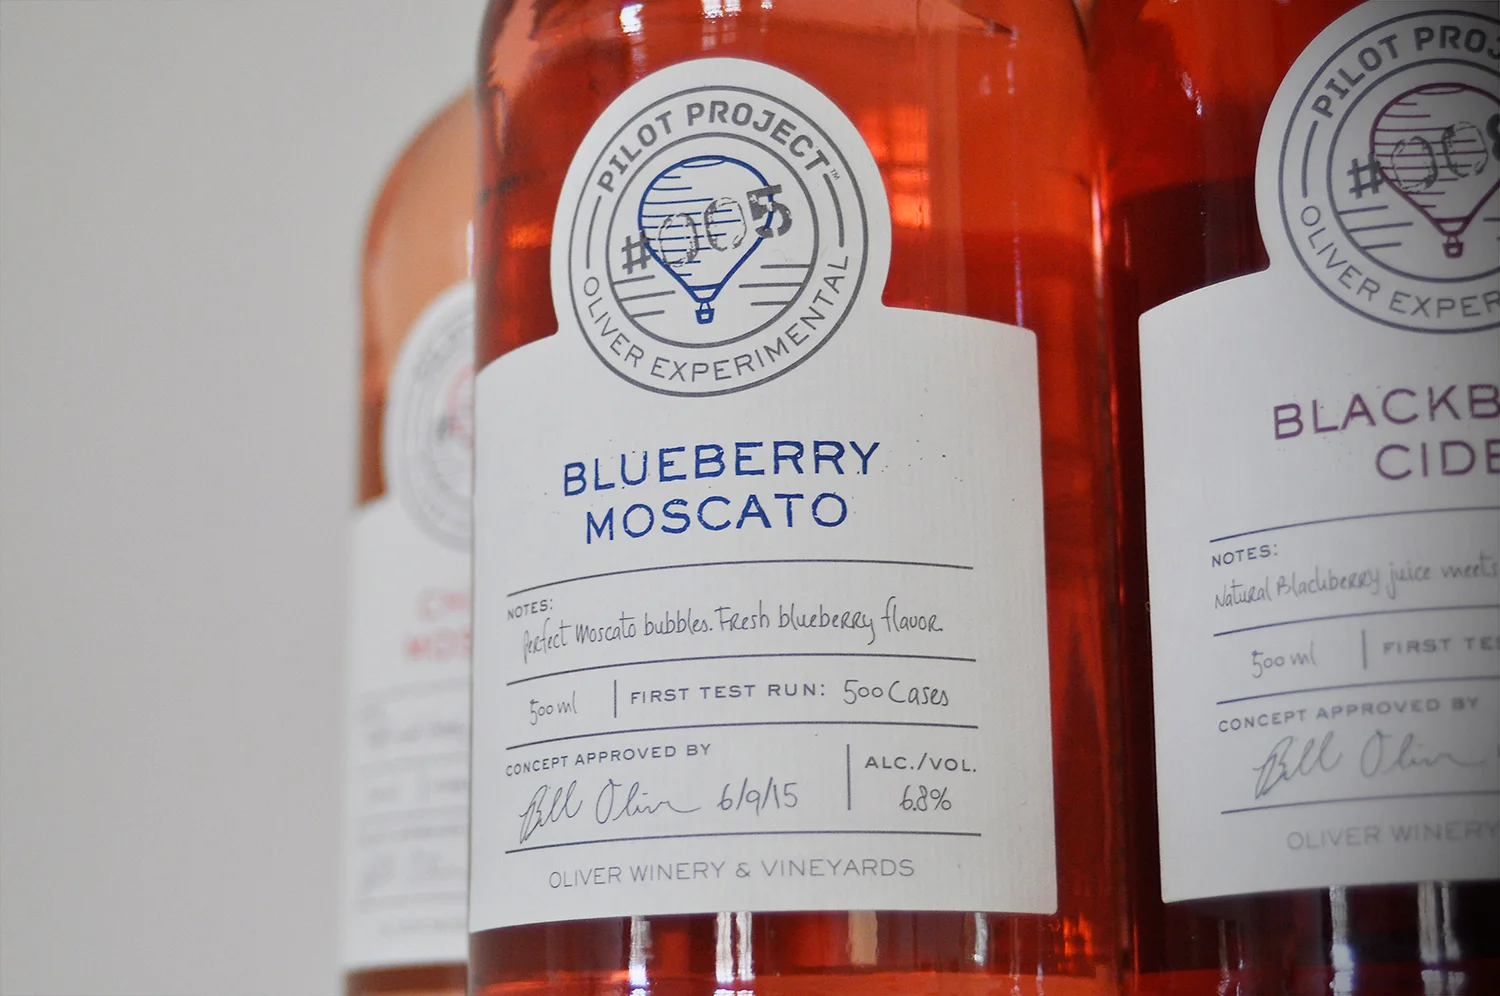 PILOT PROJECT™
#005
OLIVER EXPERIMENTAL
BLUEBERRY
MOSCATO
NOTES:
Perfect Moscato bubbles. Fresh blueberry flavor.
500 ml | FIRST TEST RUN: 500 Cases
CONCEPT APPROVED BY
Bill Oliver 6/9/15
ALC./VOL.
6.8%
OLIVER WINERY & VINEYARDS
PILOT PROJ
#008
OLIVER EXPER
BLACKB
CIDE
NOTES:
Natural Blackberry juice meets
500 ml | FIRST TE
CONCEPT APPROVED BY
Bill Oliver
OLIVER WINERY